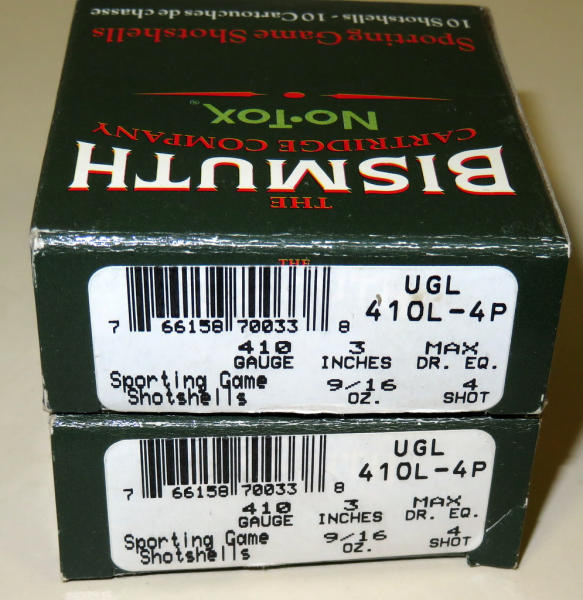 THE
BISMUTH
CARTRIDGE COMPANY
No•Tox®
Sporting Game Shotshells
10 Shotshells - 10 Cartouches de chasse
THE
7 66158 70033 8
UGL
410L-4P
410 GAUGE
3 INCHES
MAX DR. EQ.
Sporting Game
Shotshells
9/16 OZ.
4 SHOT
7 66158 70033 8
UGL
410L-4P
410 GAUGE
3 INCHES
MAX DR. EQ.
Sporting Game
Shotshells
9/16 OZ.
4 SHOT